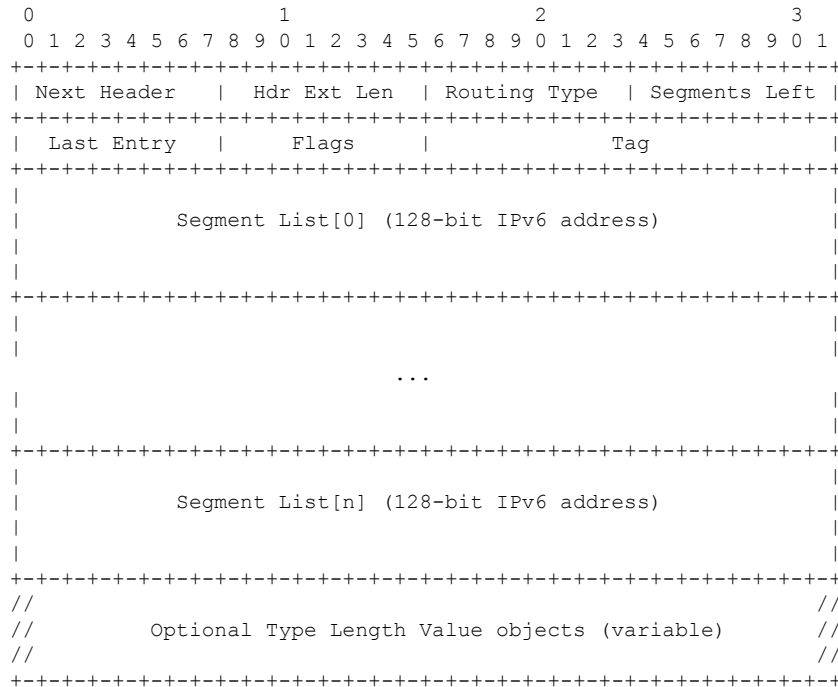 0                   1                   2                   3
 0 1 2 3 4 5 6 7 8 9 0 1 2 3 4 5 6 7 8 9 0 1 2 3 4 5 6 7 8 9 0 1
+-+-+-+-+-+-+-+-+-+-+-+-+-+-+-+-+-+-+-+-+-+-+-+-+-+-+-+-+-+-+-+-+
| Next Header   |  Hdr Ext Len  | Routing Type  | Segments Left |
+-+-+-+-+-+-+-+-+-+-+-+-+-+-+-+-+-+-+-+-+-+-+-+-+-+-+-+-+-+-+-+-+
|  Last Entry   |     Flags     |              Tag              |
+-+-+-+-+-+-+-+-+-+-+-+-+-+-+-+-+-+-+-+-+-+-+-+-+-+-+-+-+-+-+-+-+
|                                                               |
|            Segment List[0] (128-bit IPv6 address)             |
|                                                               |
|                                                               |
+-+-+-+-+-+-+-+-+-+-+-+-+-+-+-+-+-+-+-+-+-+-+-+-+-+-+-+-+-+-+-+-+
|                                                               |
|                                                               |
                              ...
|                                                               |
|                                                               |
+-+-+-+-+-+-+-+-+-+-+-+-+-+-+-+-+-+-+-+-+-+-+-+-+-+-+-+-+-+-+-+-+
|                                                               |
|            Segment List[n] (128-bit IPv6 address)             |
|                                                               |
|                                                               |
+-+-+-+-+-+-+-+-+-+-+-+-+-+-+-+-+-+-+-+-+-+-+-+-+-+-+-+-+-+-+-+-+
//                                                             //
//         Optional Type Length Value objects (variable)       //
//                                                             //
+-+-+-+-+-+-+-+-+-+-+-+-+-+-+-+-+-+-+-+-+-+-+-+-+-+-+-+-+-+-+-+-+